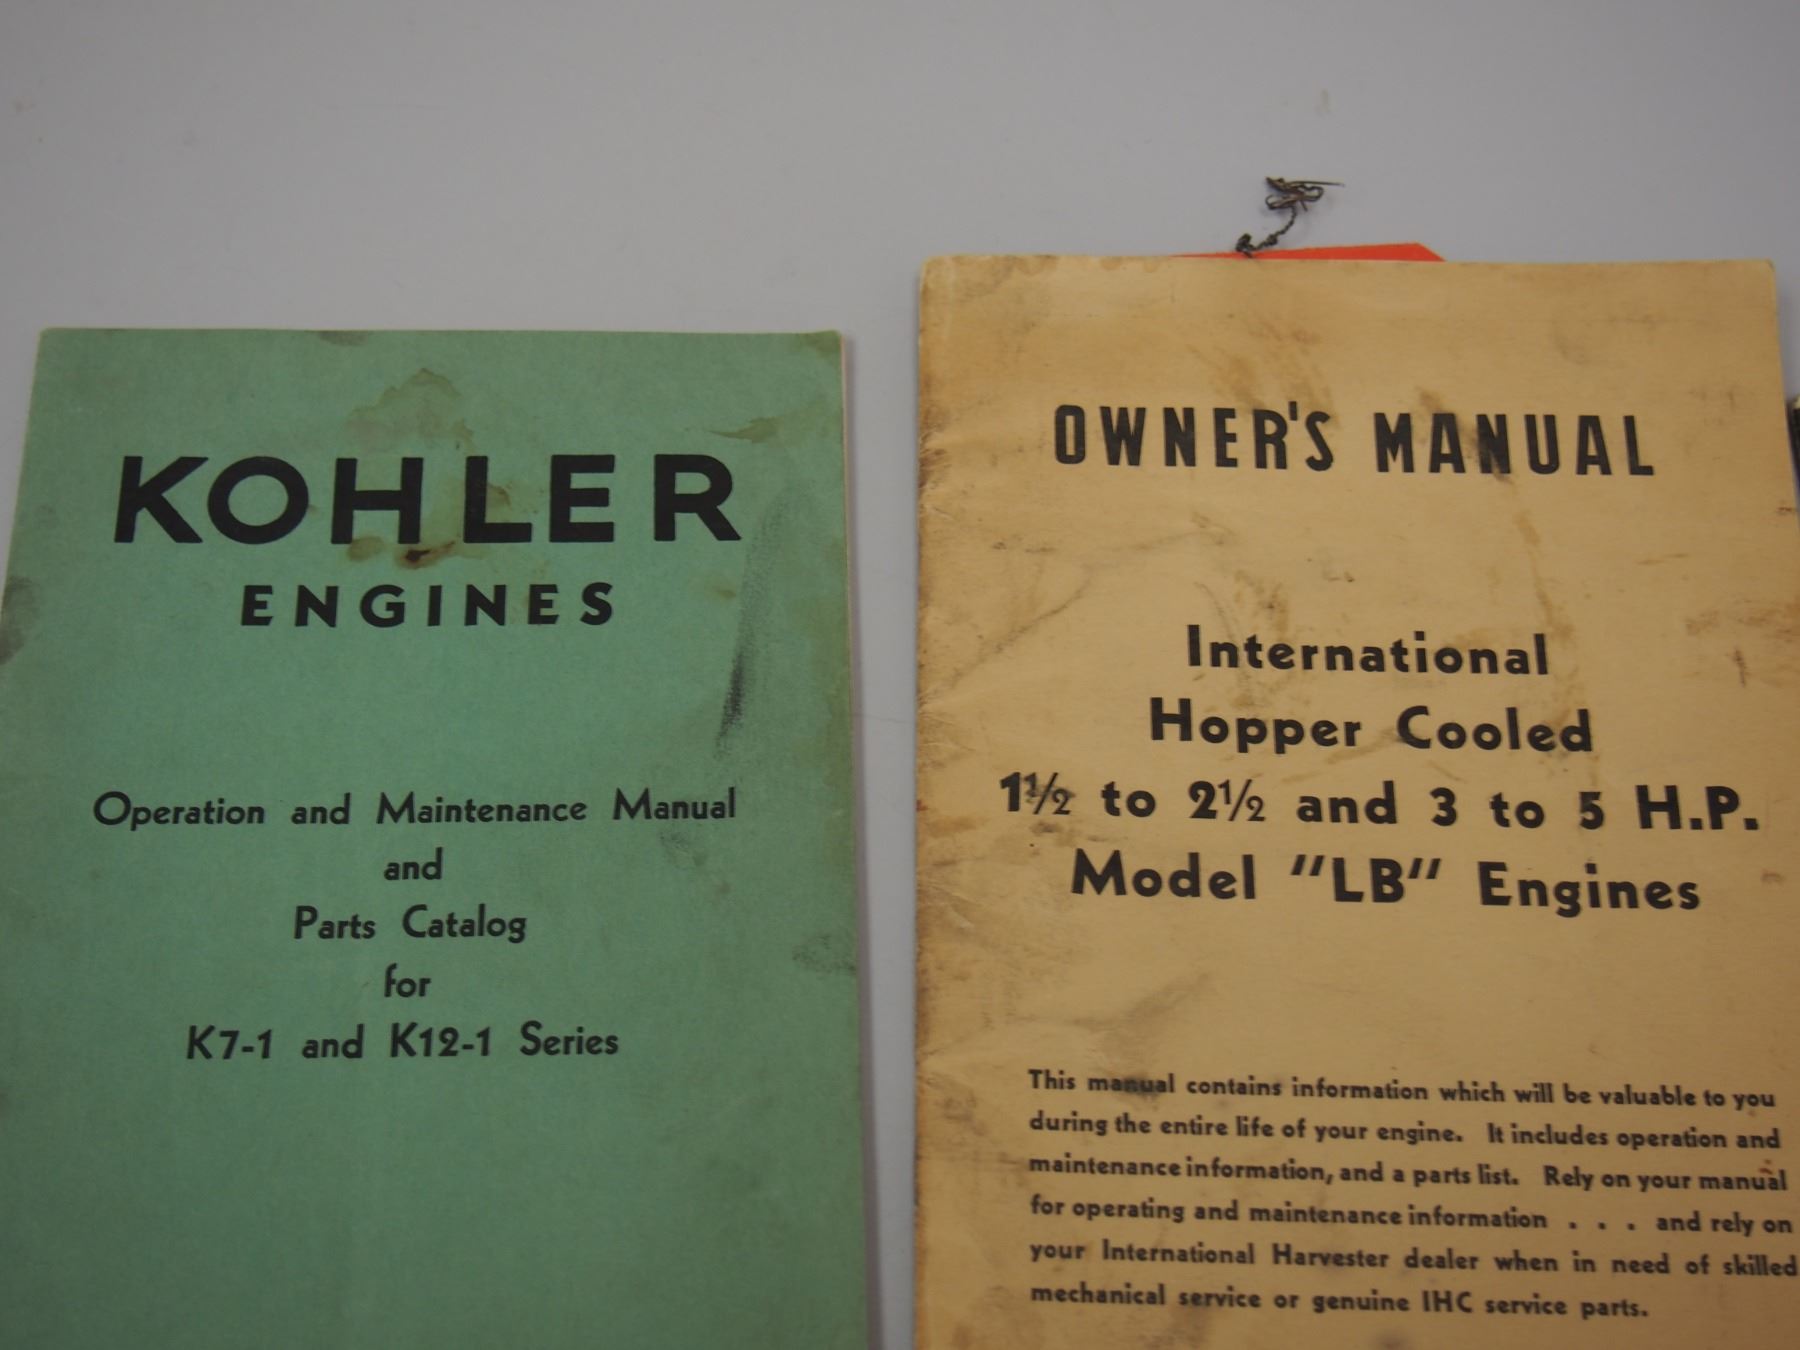 KOHLER
ENGINES
Operation and Maintenance Manual
and
Parts Catalog
for
K7-1 and K12-1 Series
OWNER'S MANUAL
International
Hopper Cooled
1½ to 2½ and 3 to 5 H.P.
Model "LB" Engines
This manual contains information which will be valuable to you
during the entire life of your engine. It includes operation and
maintenance information, and a parts list. Rely on your manual
for operating and maintenance information . . . and rely on
your International Harvester dealer when in need of skilled
mechanical service or genuine IHC service parts.